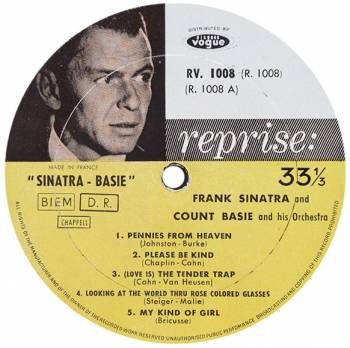 DISTRIBUTED BY
DISQUES
vogue
RV. 1008 (R. 1008)
(R. 1008 A)
reprise:
MADE IN FRANCE
"SINATRA - BASIE"
33 1/3
BIEM D. R.
CHAPPELL
FRANK SINATRA and
COUNT BASIE and his Orchestra
1. PENNIES FROM HEAVEN
(Johnston-Burke)
2. PLEASE BE KIND
(Chaplin-Cahn)
3. (LOVE IS) THE TENDER TRAP
(Cahn-Van Heusen)
4. LOOKING AT THE WORLD THRU ROSE COLORED GLASSES
(Steiger-Malie)
5. MY KIND OF GIRL
(Bricusse)
ALL RIGHTS OF THE MANUFACTURER AND OF THE OWNER OF THE RECORDED WORK RESERVED UNAUTHORISED PUBLIC PERFORMANCE BROADCASTING AND COPYING OF THIS RECORD PROHIBITED